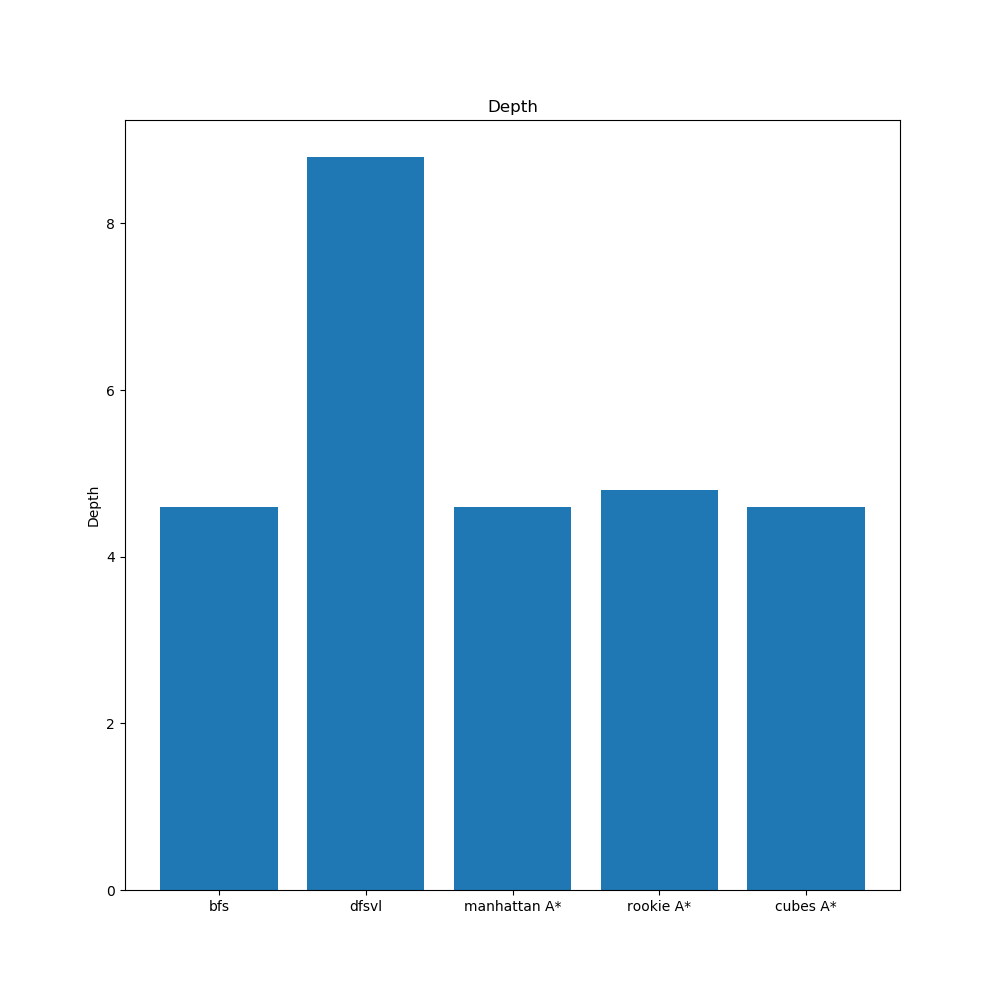 Depth
Depth
8
6
4
2
0
bfs
dfsvl
manhattan A*
rookie A*
cubes A*